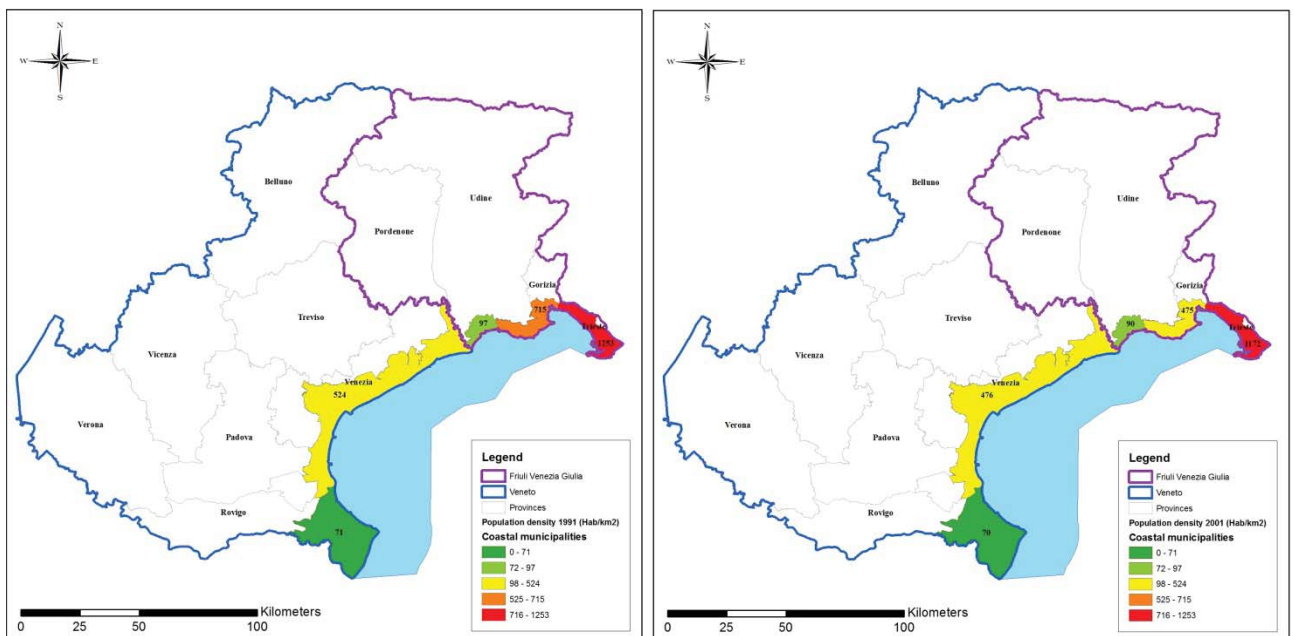 N
W E
S
Belluno
Udine
Pordenone
Gorizia
715
Treviso
97
Trieste
1253
Vicenza
Venezia
524
Verona
Padova
Rovigo
71
Legend
Friuli Venezia Giulia
Veneto
Provinces
Population density 1991 (Hab/km2)
Coastal municipalities
0 - 71
72 - 97
98 - 524
525 - 715
716 - 1253
Kilometers
0 25 50 100
N
W E
S
Belluno
Udine
Pordenone
Gorizia
475
Treviso
90
Trieste
1172
Vicenza
Venezia
476
Verona
Padova
Rovigo
70
Legend
Friuli Venezia Giulia
Veneto
Provinces
Population density 2001 (Hab/km2)
Coastal municipalities
0 - 71
72 - 97
98 - 524
525 - 715
716 - 1253
Kilometers
0 25 50 100